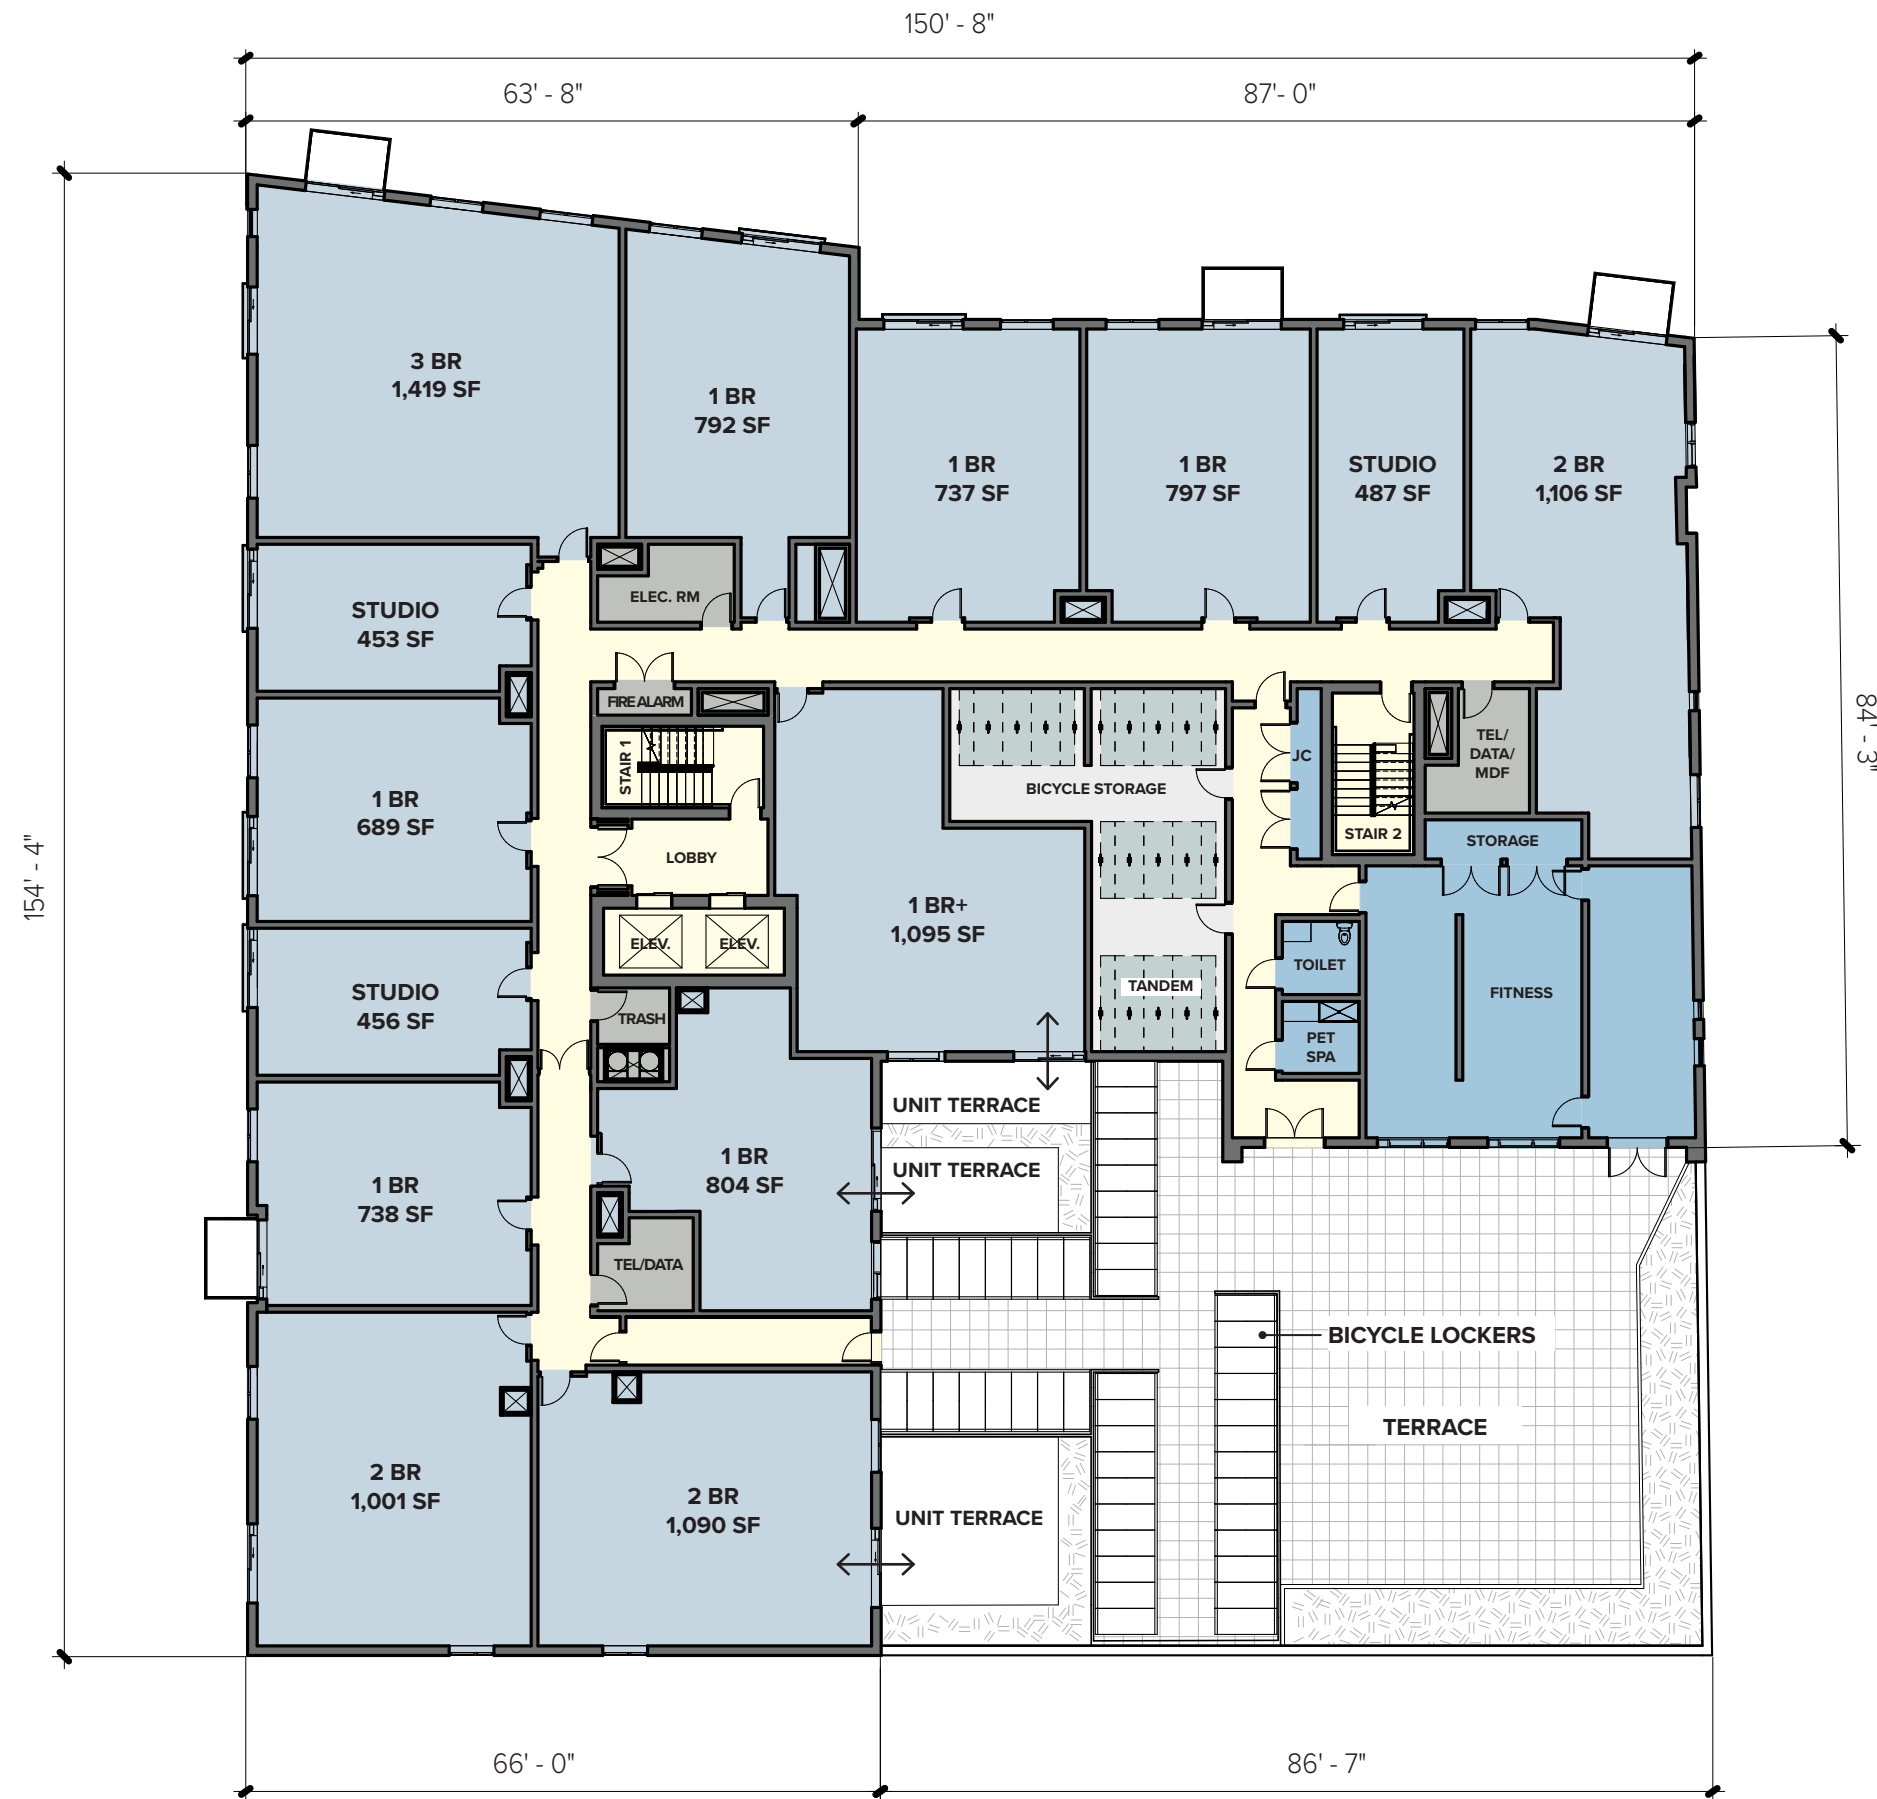 150' - 8"
63' - 8"
87'- 0"
3 BR
1,419 SF
1 BR
792 SF
1 BR
737 SF
1 BR
797 SF
STUDIO
487 SF
2 BR
1,106 SF
ELEC. RM
STUDIO
453 SF
FIRE ALARM
STAIR 1
BICYCLE STORAGE
JC
TEL/
DATA/
MDF
84' - 3"
1 BR
689 SF
LOBBY
STAIR 2
STORAGE
154' - 4"
1 BR+
1,095 SF
ELEV.
ELEV.
TOILET
TANDEM
FITNESS
STUDIO
456 SF
TRASH
PET
SPA
UNIT TERRACE
UNIT TERRACE
1 BR
804 SF
1 BR
738 SF
TEL/DATA
BICYCLE LOCKERS
TERRACE
2 BR
1,001 SF
2 BR
1,090 SF
UNIT TERRACE
66' - 0"
86' - 7"